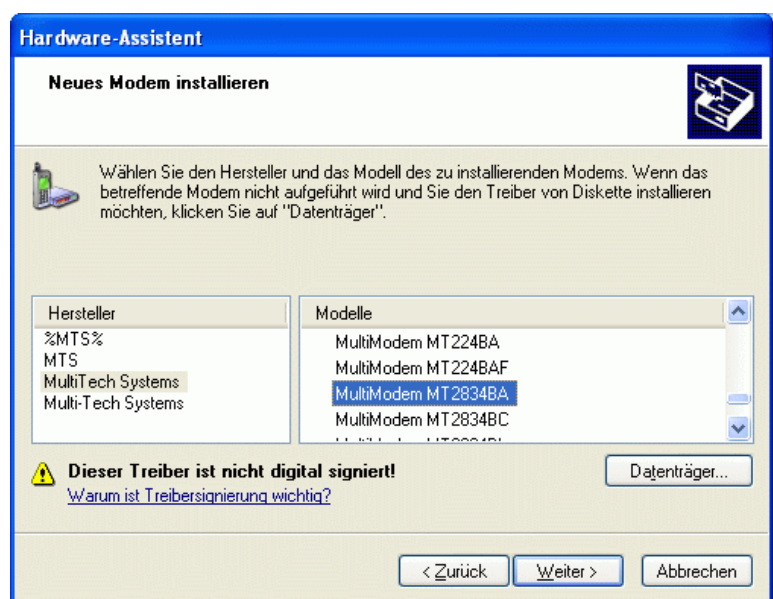 Hardware-Assistent
Neues Modem installieren
Wählen Sie den Hersteller und das Modell des zu installierenden Modems. Wenn das
betreffende Modem nicht aufgeführt wird und Sie den Treiber von Diskette installieren
möchten, klicken Sie auf "Datenträger".
Hersteller
%MTS%
MTS
MultiTech Systems
Multi-Tech Systems
Modelle
MultiModem MT224BA
MultiModem MT224BAF
MultiModem MT2834BA
MultiModem MT2834BC
Dieser Treiber ist nicht digital signiert!
Warum ist Treibersignierung wichtig?
Datenträger...
< Zurück
Weiter >
Abbrechen